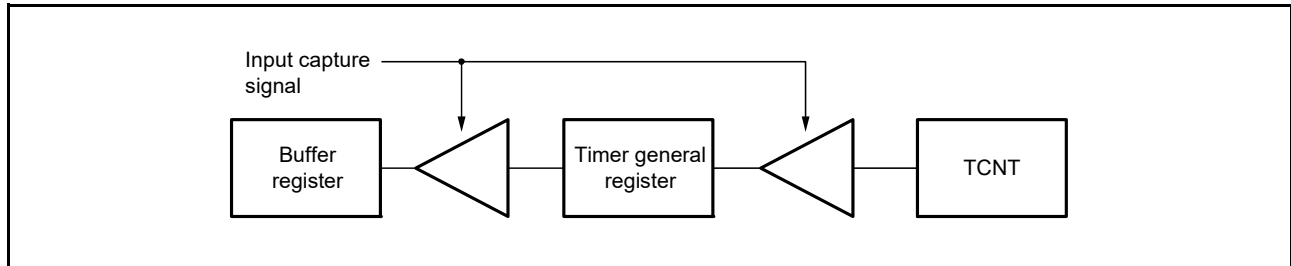 Input capture
signal
Buffer
register
Timer general
register
TCNT